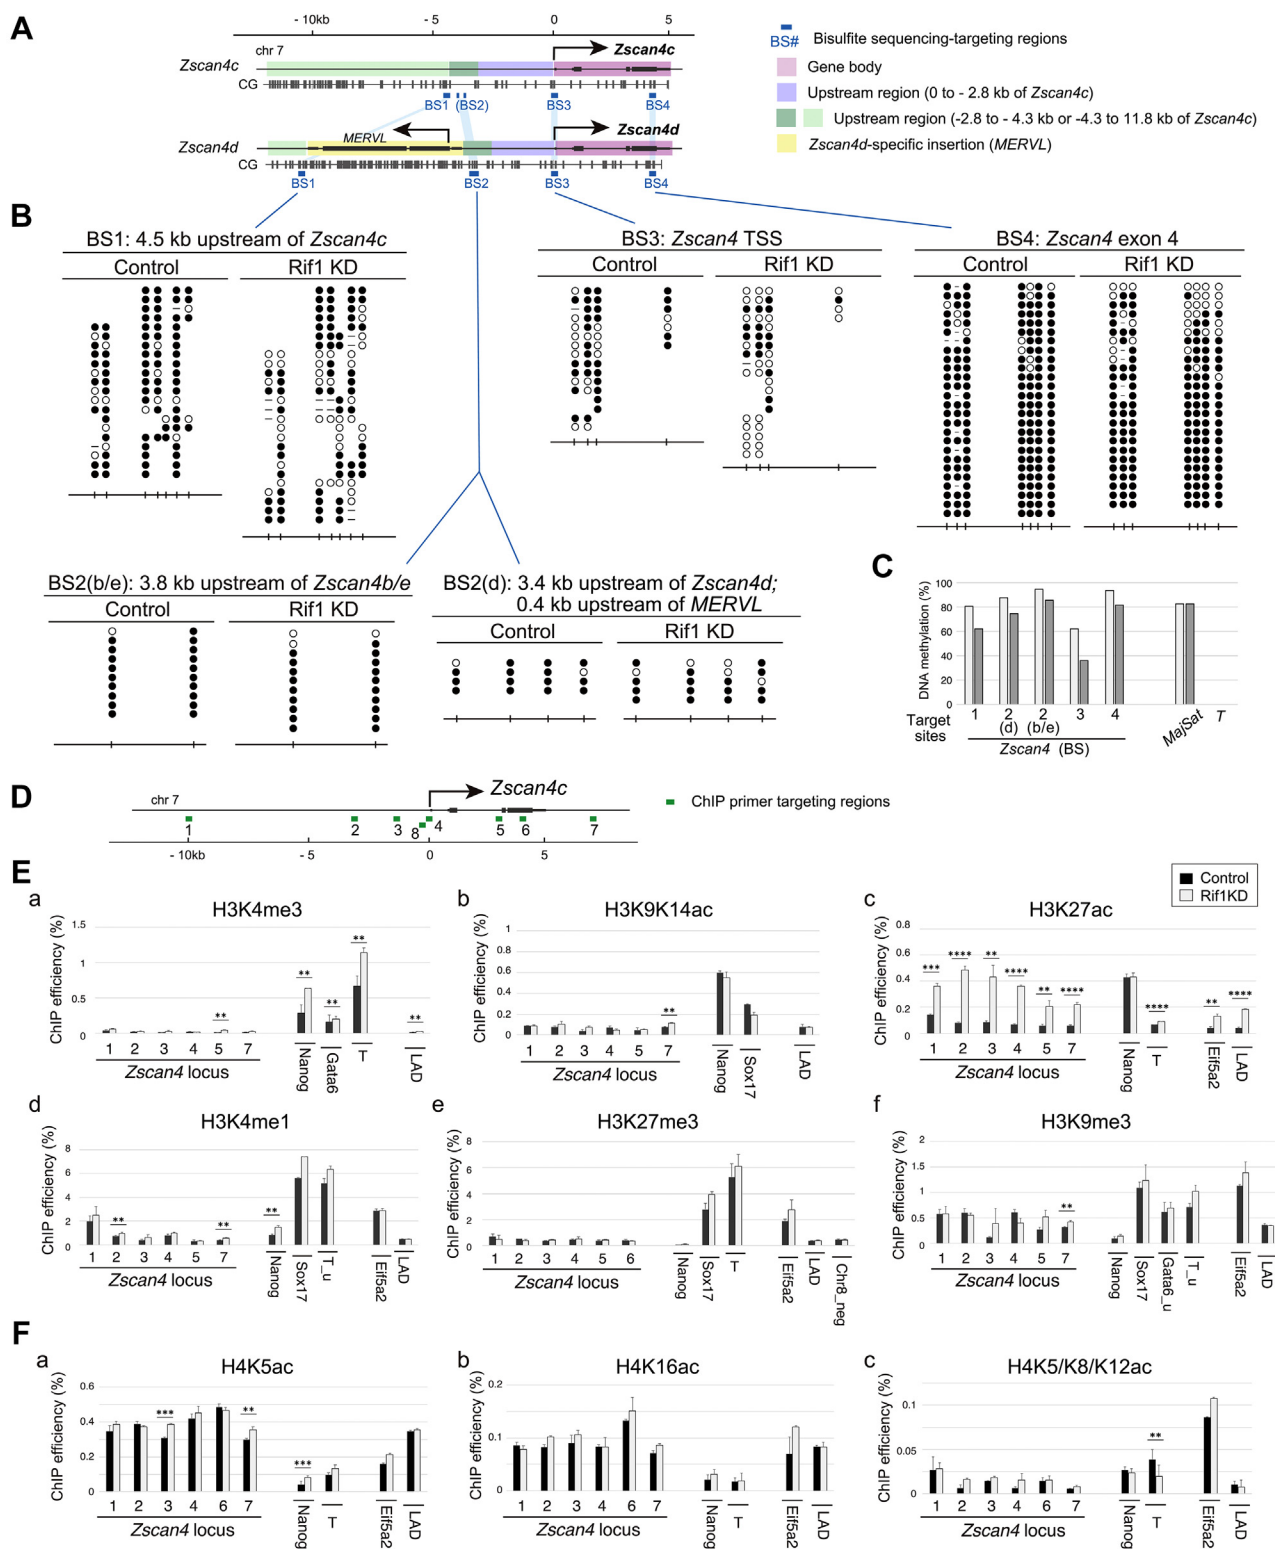 A
- 10kb - 5 0 5
chr 7
Zscan4c
Zscan4c
CG
BS1 (BS2) BS3 BS4
MERVL
Zscan4d
Zscan4d
CG
BS1 BS2 BS3 BS4
BS# Bisulfite sequencing-targeting regions
Gene body
Upstream region (0 to - 2.8 kb of Zscan4c)
Upstream region (-2.8 to - 4.3 kb or -4.3 to 11.8 kb of Zscan4c)
Zscan4d-specific insertion (MERVL)
B
BS1: 4.5 kb upstream of Zscan4c
Control Rif1 KD
BS3: Zscan4 TSS
Control Rif1 KD
BS4: Zscan4 exon 4
Control Rif1 KD
BS2(b/e): 3.8 kb upstream of Zscan4b/e
Control Rif1 KD
BS2(d): 3.4 kb upstream of Zscan4d;
0.4 kb upstream of MERVL
Control Rif1 KD
C
DNA methylation (%)
100
80
60
40
20
0
Target sites
1 2 (d) 2 (b/e) 3 4
Zscan4 (BS)
MajSat T
D
chr 7
Zscan4c
1 2 3 8 4 5 6 7
- 10kb - 5 0 5
ChIP primer targeting regions
E
Control
Rif1KD
a
H3K4me3
ChIP efficiency (%)
1.5
1
0.5
0
** ** ** ** **
1 2 3 4 5 7
Zscan4 locus
Nanog Gata6 T LAD
b
H3K9K14ac
ChIP efficiency (%)
1
0.8
0.6
0.4
0.2
0
**
1 2 3 4 5 7
Zscan4 locus
Nanog Sox17 LAD
c
H3K27ac
ChIP efficiency (%)
0.8
0.6
0.4
0.2
0
*** **** ** **** ** **** **** ** ****
1 2 3 4 5 7
Zscan4 locus
Nanog T Eif5a2 LAD
d
H3K4me1
ChIP efficiency (%)
8
6
4
2
0
** ** **
1 2 3 4 5 7
Zscan4 locus
Nanog Sox17 T_u Eif5a2 LAD
e
H3K27me3
ChIP efficiency (%)
8
6
4
2
0
1 2 3 4 5 6
Zscan4 locus
Nanog Sox17 T Eif5a2 LAD Chr8_neg
f
H3K9me3
ChIP efficiency (%)
2
1.5
1
0.5
0
**
1 2 3 4 5 7
Zscan4 locus
Nanog Sox17 Gata6_u T_u Eif5a2 LAD
F
a
H4K5ac
ChIP efficiency (%)
0.6
0.4
0.2
0
*** ** ***
1 2 3 4 6 7
Zscan4 locus
Nanog T Eif5a2 LAD
b
H4K16ac
ChIP efficiency (%)
0.2
0.1
0
1 2 3 4 6 7
Zscan4 locus
Nanog T Eif5a2 LAD
c
H4K5/K8/K12ac
ChIP efficiency (%)
0.1
0.05
0
**
1 2 3 4 6 7
Zscan4 locus
Nanog T Eif5a2 LAD